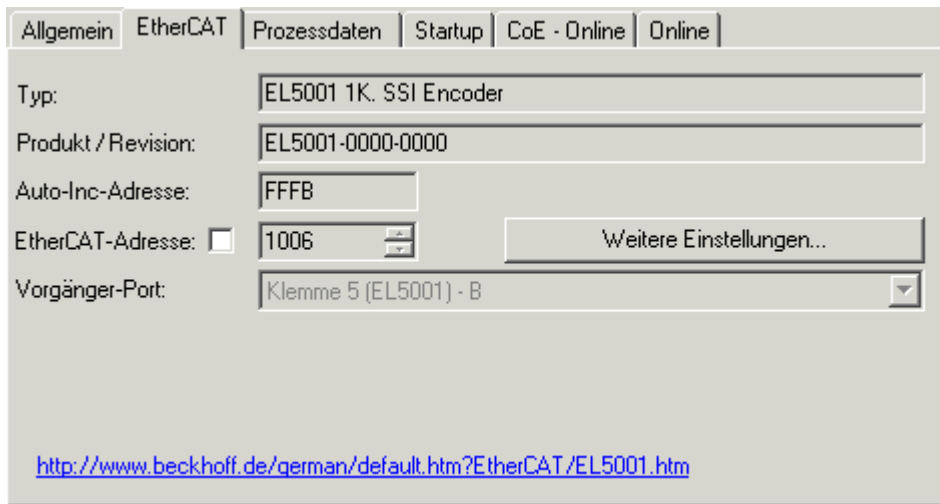 Allgemein EtherCAT Prozessdaten Startup CoE - Online Online
Typ: EL5001 1K. SSI Encoder
Produkt / Revision: EL5001-0000-0000
Auto-Inc-Adresse: FFFB
EtherCAT-Adresse: 1006 Weitere Einstellungen...
Vorgänger-Port: Klemme 5 (EL5001) - B
http://www.beckhoff.de/german/default.htm?EtherCAT/EL5001.htm